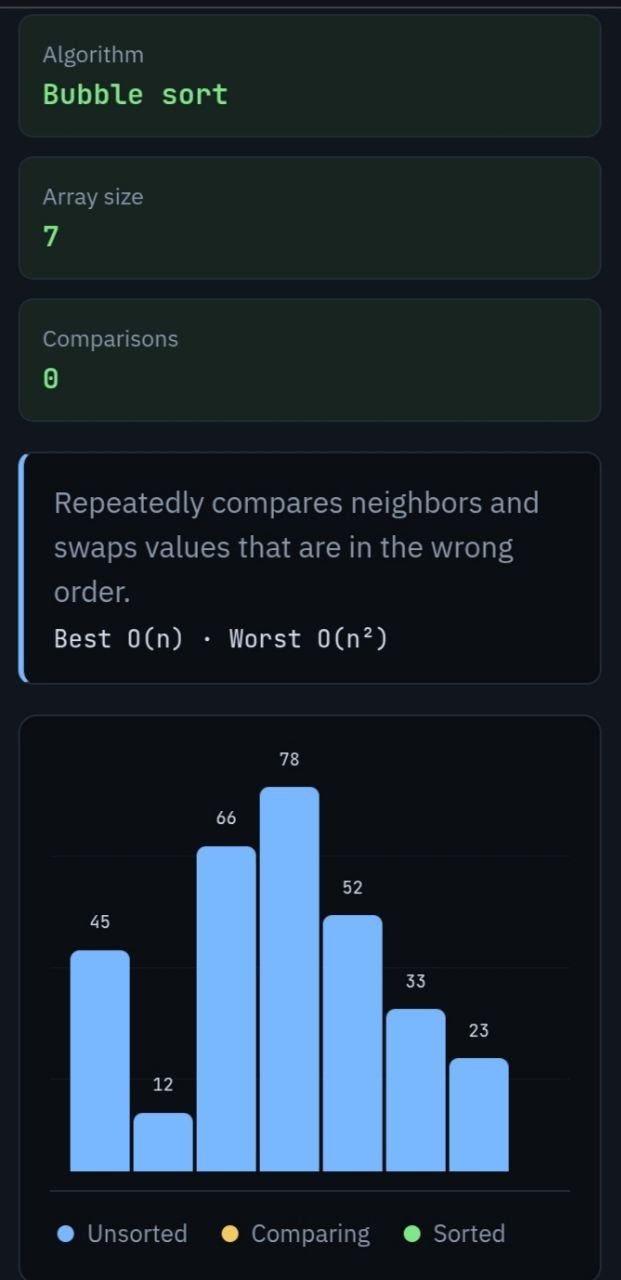 Algorithm
Bubble sort
Array size
7
Comparisons
0
Repeatedly compares neighbors and
swaps values that are in the wrong
order.
Best O(n) · Worst O(n²)
45
12
66
78
52
33
23
Unsorted
Comparing
Sorted